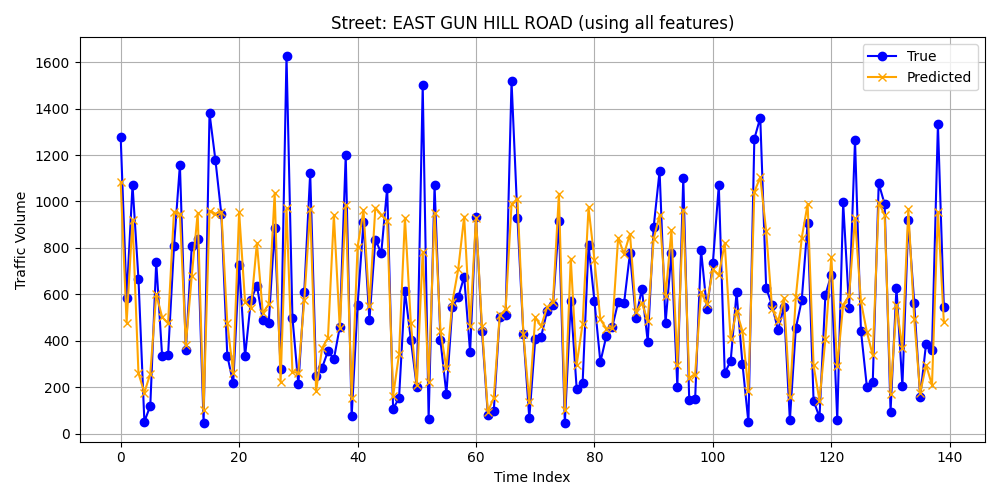 Street: EAST GUN HILL ROAD (using all features)
True
Predicted
Traffic Volume
1600
1400
1200
1000
800
600
400
200
0
0 20 40 60 80 100 120 140
Time Index